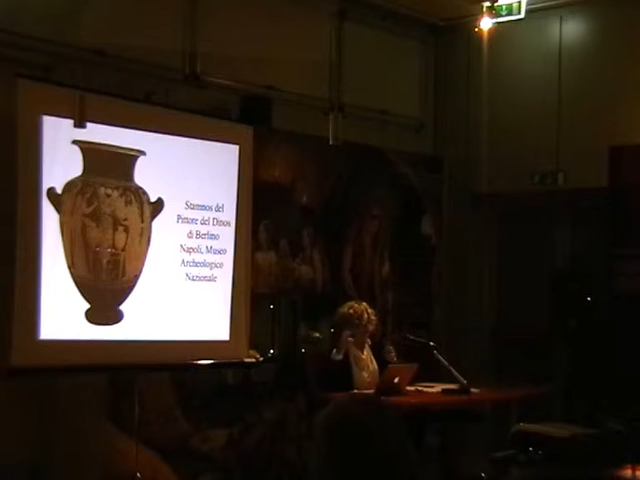 Stamnos del
Pittore del Dinos
di Berlino
Napoli, Museo
Archeologico
Nazionale